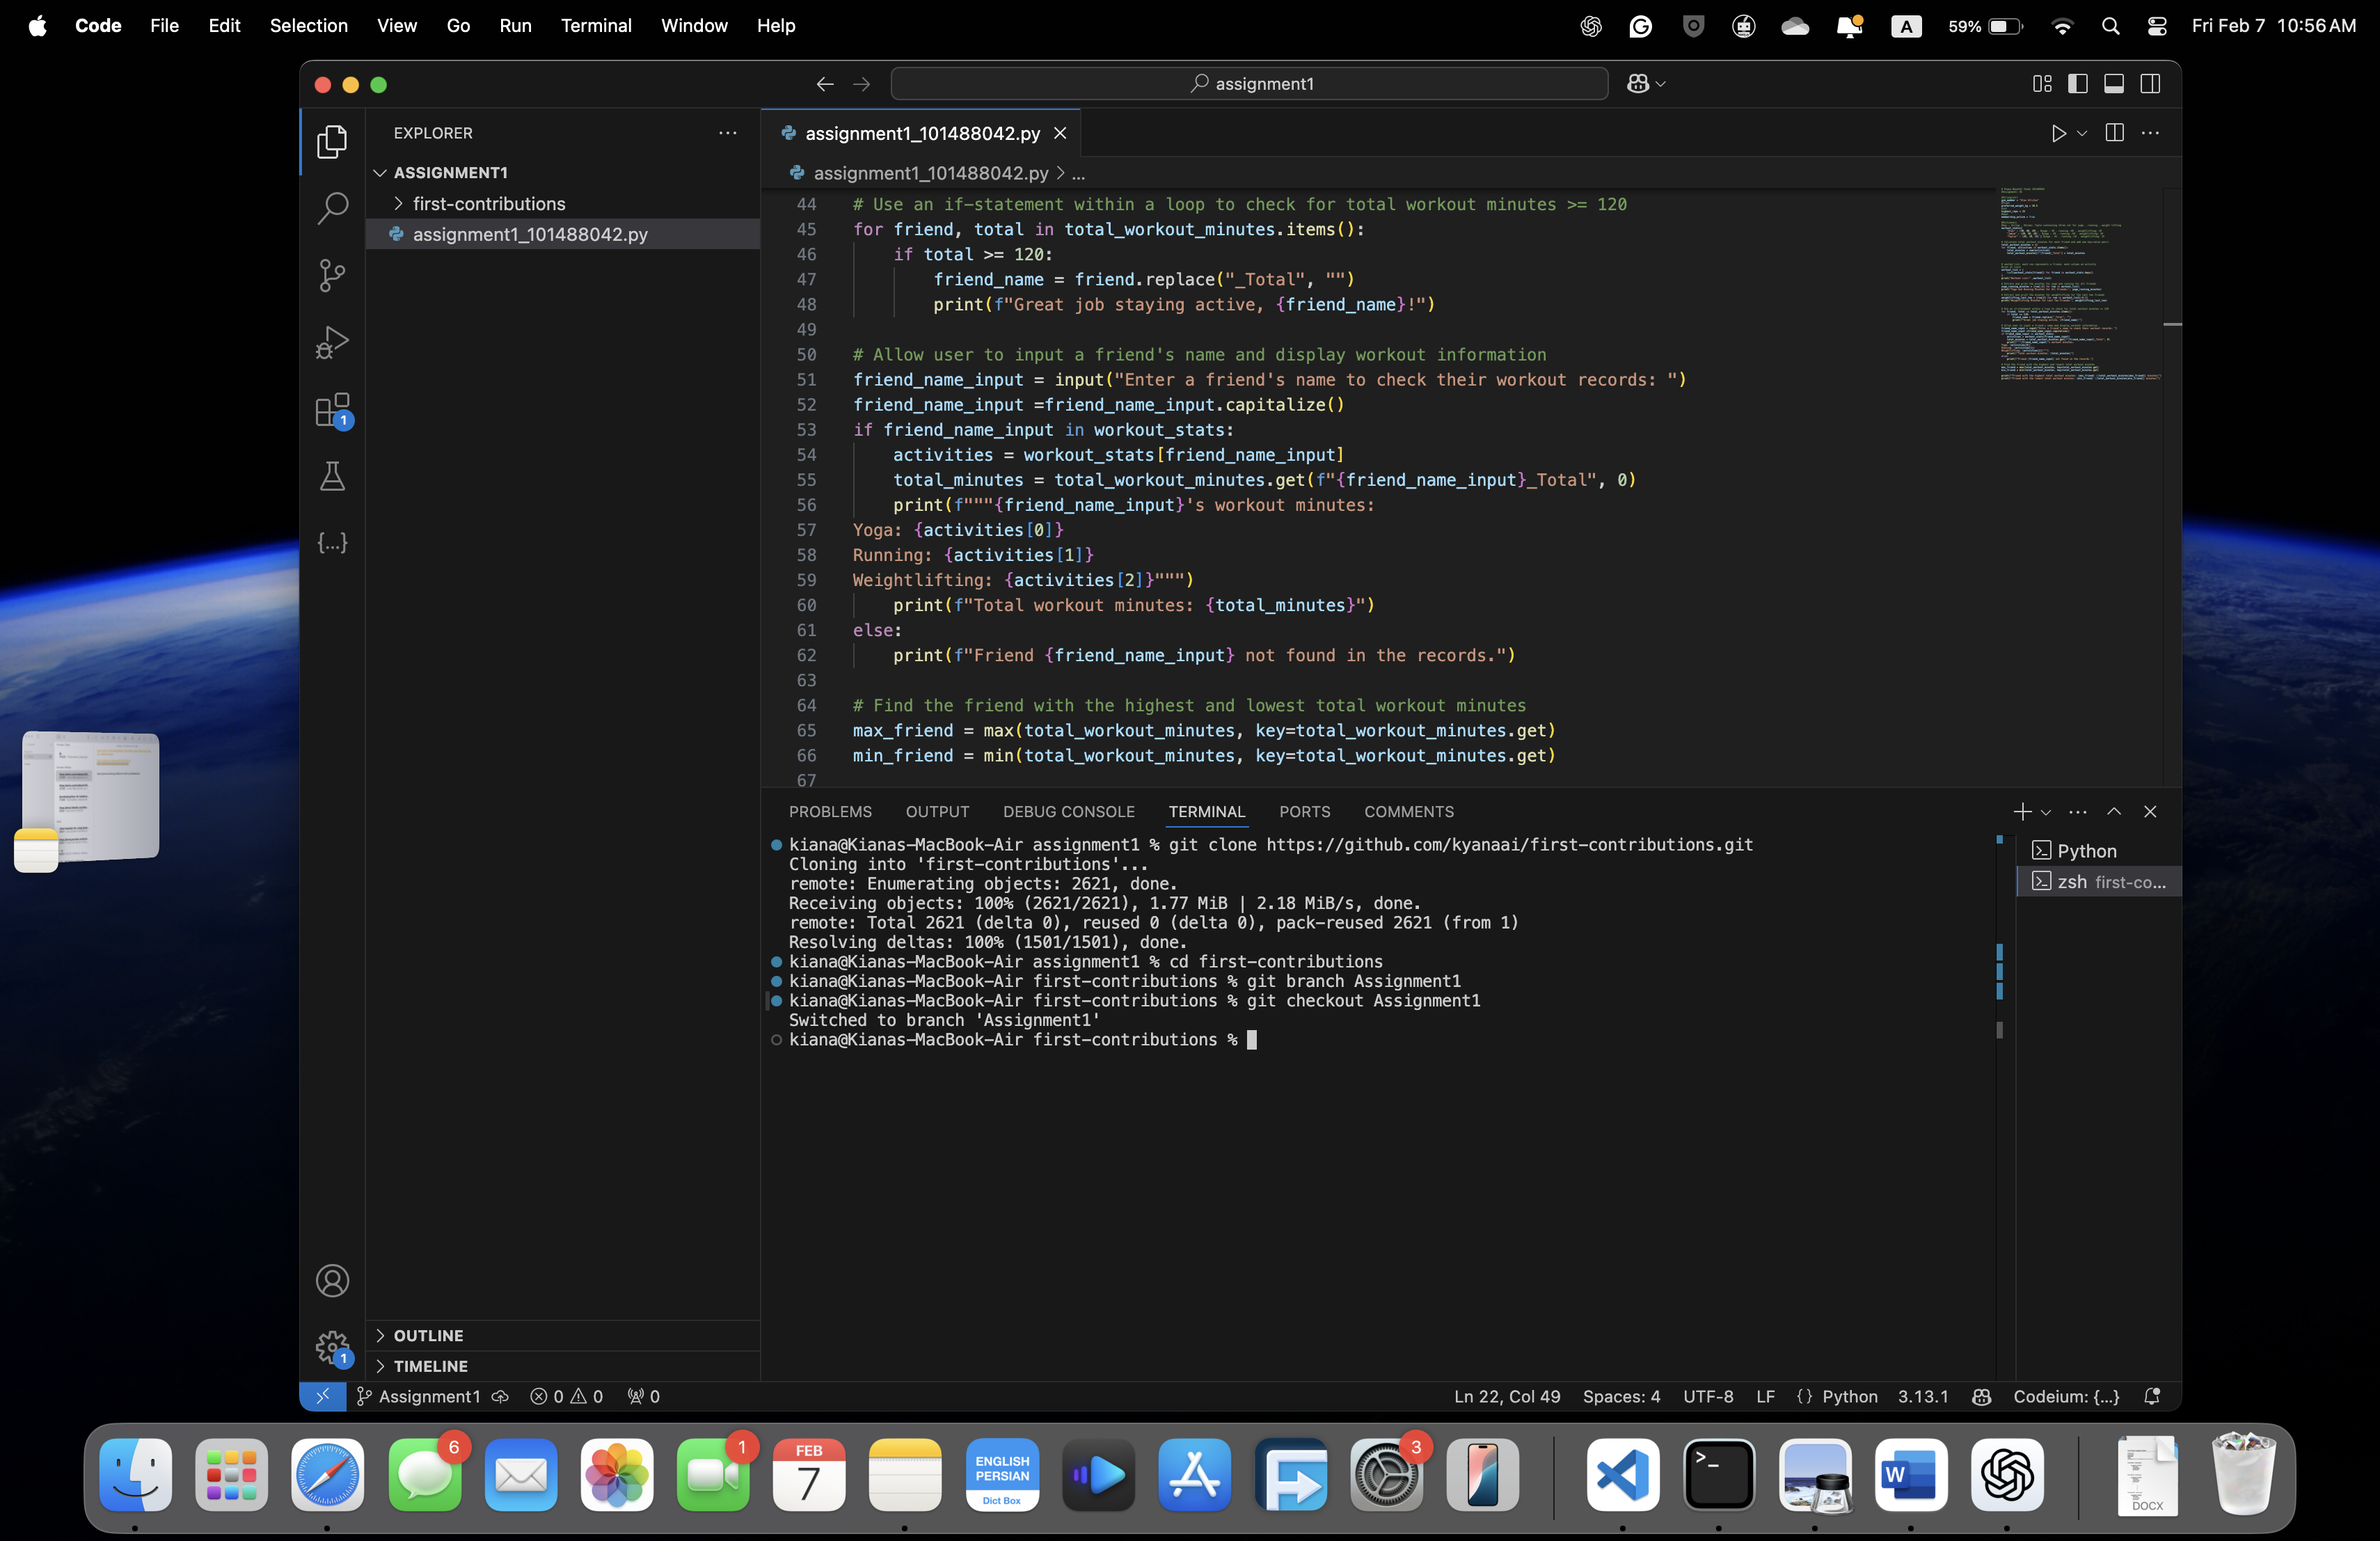 Code File Edit Selection View Go Run Terminal Window Help
A 59% Fri Feb 7 10:56 AM
assignment1
EXPLORER
ASSIGNMENT1
first-contributions
assignment1_101488042.py
1
1
assignment1_101488042.py
assignment1_101488042.py > ...
44 # Use an if-statement within a loop to check for total workout minutes >= 120
45 for friend, total in total_workout_minutes.items():
46     if total >= 120:
47         friend_name = friend.replace("_Total", "")
48         print(f"Great job staying active, {friend_name}!")
49
50 # Allow user to input a friend's name and display workout information
51 friend_name_input = input("Enter a friend's name to check their workout records: ")
52 friend_name_input =friend_name_input.capitalize()
53 if friend_name_input in workout_stats:
54     activities = workout_stats[friend_name_input]
55     total_minutes = total_workout_minutes.get(f"{friend_name_input}_Total", 0)
56     print(f"""{friend_name_input}'s workout minutes:
57 Yoga: {activities[0]}
58 Running: {activities[1]}
59 Weightlifting: {activities[2]}""")
60     print(f"Total workout minutes: {total_minutes}")
61 else:
62     print(f"Friend {friend_name_input} not found in the records.")
63
64 # Find the friend with the highest and lowest total workout minutes
65 max_friend = max(total_workout_minutes, key=total_workout_minutes.get)
66 min_friend = min(total_workout_minutes, key=total_workout_minutes.get)
67
PROBLEMS OUTPUT DEBUG CONSOLE TERMINAL PORTS COMMENTS
kiana@Kianas-MacBook-Air assignment1 % git clone https://github.com/kyanaai/first-contributions.git
Cloning into 'first-contributions'...
remote: Enumerating objects: 2621, done.
Receiving objects: 100% (2621/2621), 1.77 MiB | 2.18 MiB/s, done.
remote: Total 2621 (delta 0), reused 0 (delta 0), pack-reused 2621 (from 1)
Resolving deltas: 100% (1501/1501), done.
kiana@Kianas-MacBook-Air assignment1 % cd first-contributions
kiana@Kianas-MacBook-Air first-contributions % git branch Assignment1
kiana@Kianas-MacBook-Air first-contributions % git checkout Assignment1
Switched to branch 'Assignment1'
kiana@Kianas-MacBook-Air first-contributions %
Python
zsh first-co...
OUTLINE
TIMELINE
Assignment1 0 0 0 Ln 22, Col 49 Spaces: 4 UTF-8 LF {} Python 3.13.1 Codeium: {...}
6 1 3
FEB
7
ENGLISH
PERSIAN
Dict Box
>_
W
DOCX